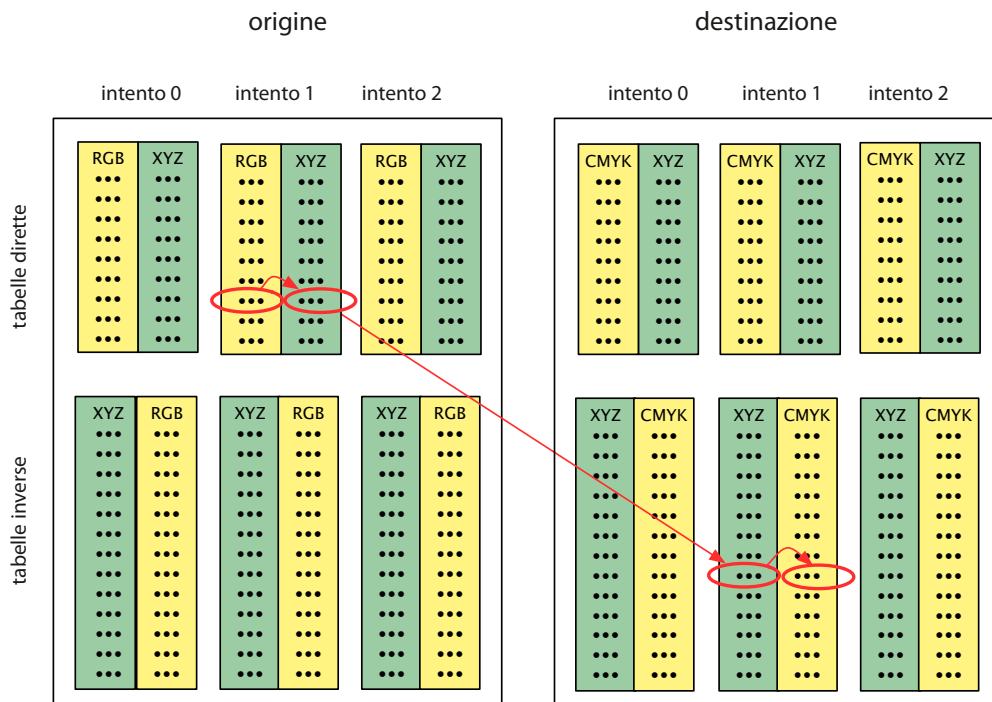 origine destinazione
intento 0 intento 1 intento 2 intento 0 intento 1 intento 2
tabelle dirette
RGB XYZ RGB XYZ RGB XYZ CMYK XYZ CMYK XYZ CMYK XYZ
tabelle inverse
XYZ RGB XYZ RGB XYZ RGB XYZ CMYK XYZ CMYK XYZ CMYK